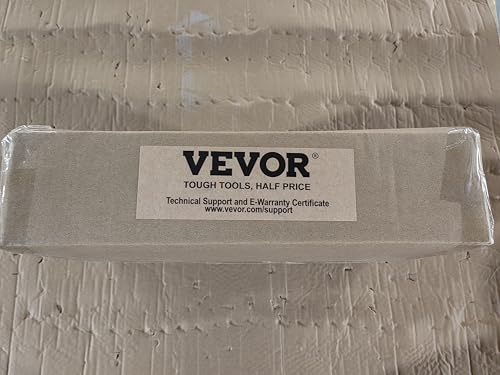 VEVOR®
TOUGH TOOLS, HALF PRICE
Technical Support and E-Warranty Certificate
www.vevor.com/support